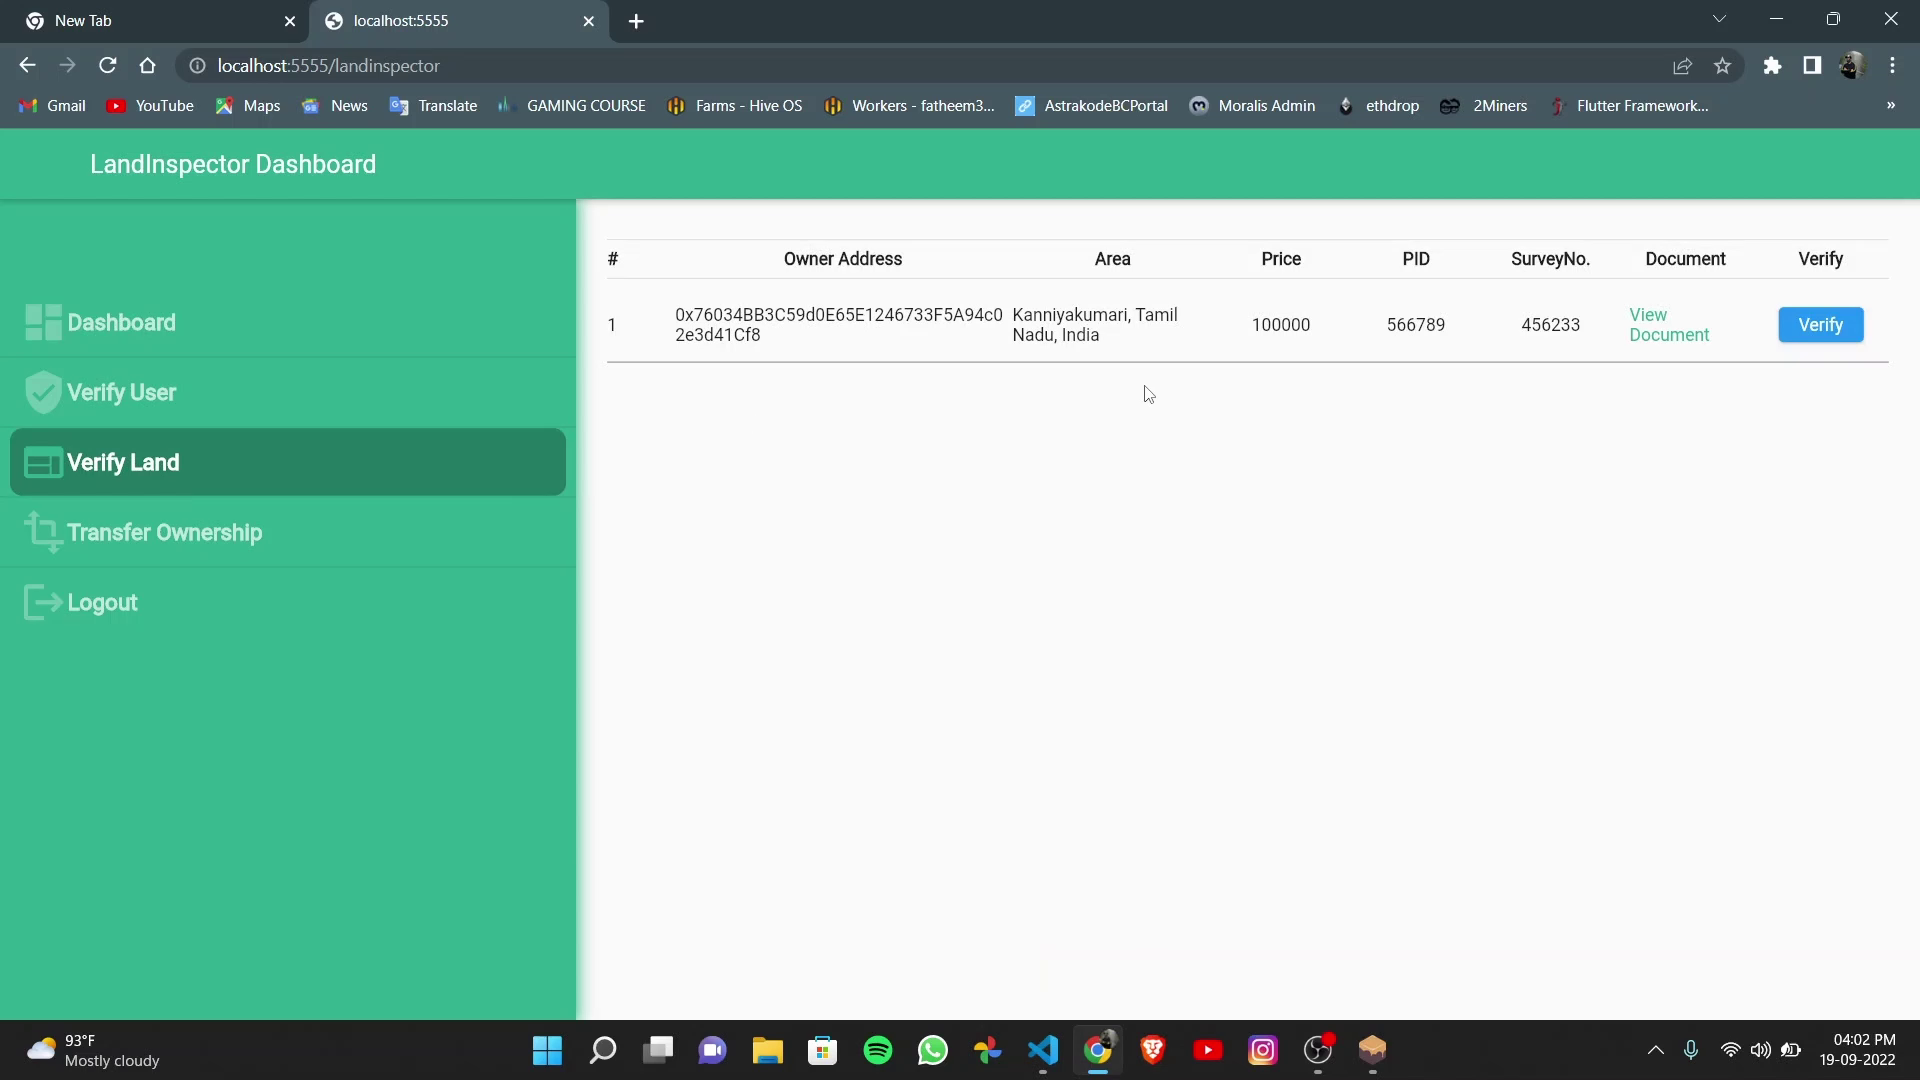 New Tab
localhost:5555
localhost:5555/landinspector
Gmail
YouTube
Maps
News
Translate
GAMING COURSE
Farms - Hive OS
Workers - fatheem3...
AstrakodeBCPortal
Moralis Admin
ethdrop
2Miners
Flutter Framework...
»
LandInspector Dashboard
Dashboard
Verify User
Verify Land
Transfer Ownership
Logout
# Owner Address Area Price PID SurveyNo. Document Verify
1
0x76034BB3C59d0E65E1246733F5A94c0
2e3d41Cf8
Kanniyakumari, Tamil
Nadu, India
100000
566789
456233
View
Document
Verify
93°F
Mostly cloudy
04:02 PM
19-09-2022